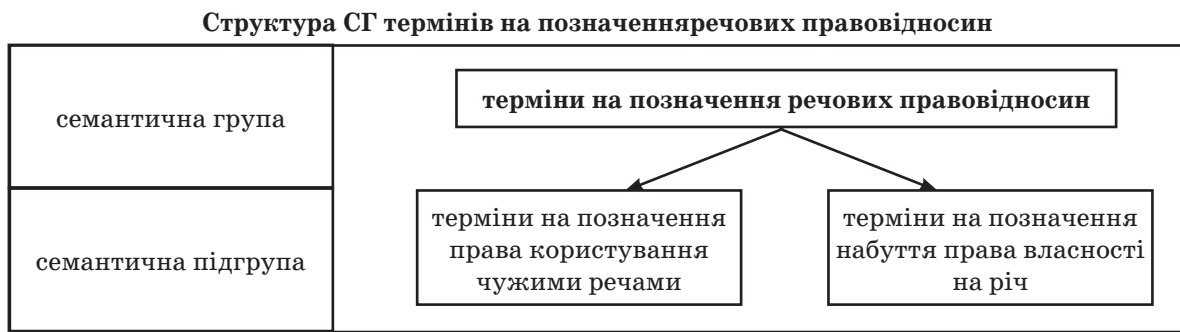 Структура СГ термінів на позначенняречових правовідносин
семантична група
терміни на позначення речових правовідносин
семантична підгрупа
терміни на позначення
права користування
чужими речами
терміни на позначення
набуття права власності
на річ